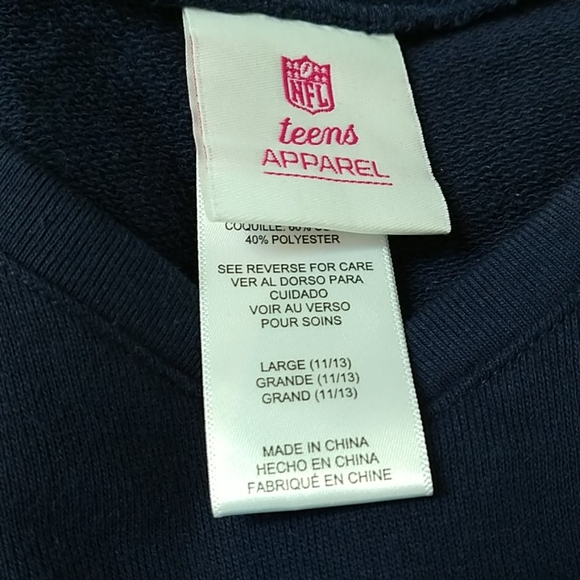 NFL
teens
APPAREL
COQUILLE: 60%
40% POLYESTER
SEE REVERSE FOR CARE
VER AL DORSO PARA
CUIDADO
VOIR AU VERSO
POUR SOINS
LARGE (11/13)
GRANDE (11/13)
GRAND (11/13)
MADE IN CHINA
HECHO EN CHINA
FABRIQUÉ EN CHINE